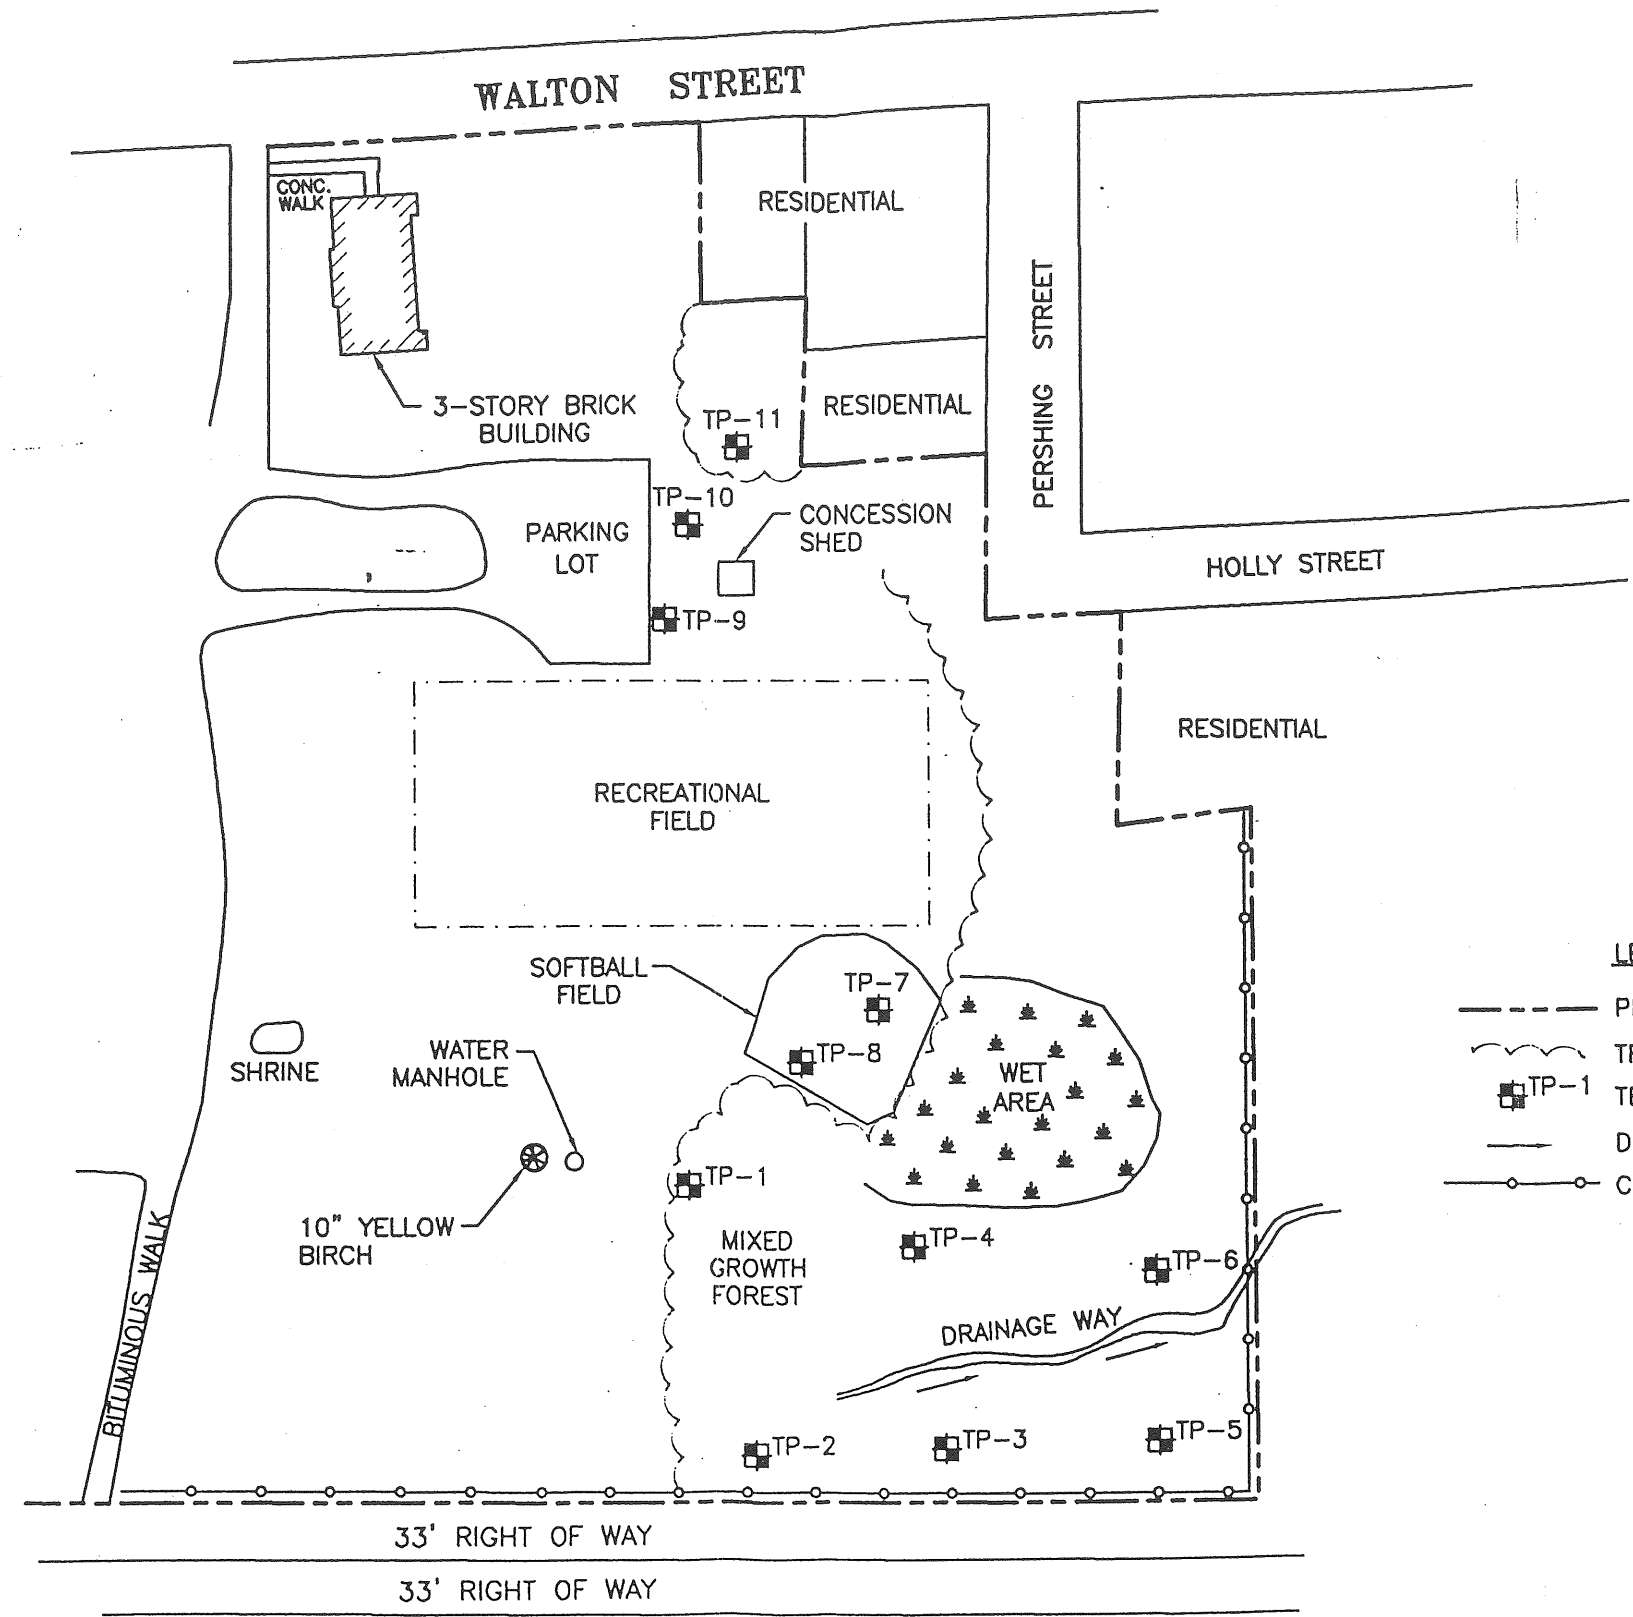 WALTON STREET
CONC.
WALK
RESIDENTIAL
PERSHING STREET
3-STORY BRICK
BUILDING
TP-11
RESIDENTIAL
TP-10
CONCESSION
SHED
PARKING
LOT
HOLLY STREET
TP-9
RESIDENTIAL
RECREATIONAL
FIELD
SOFTBALL
FIELD
TP-7
TP-8
SHRINE
WATER
MANHOLE
WET
AREA
TP-1
10" YELLOW
BIRCH
MIXED
GROWTH
FOREST
TP-4
TP-6
DRAINAGE WAY
BITUMINOUS WALK
TP-2
TP-3
TP-5
33' RIGHT OF WAY
33' RIGHT OF WAY
TP-1